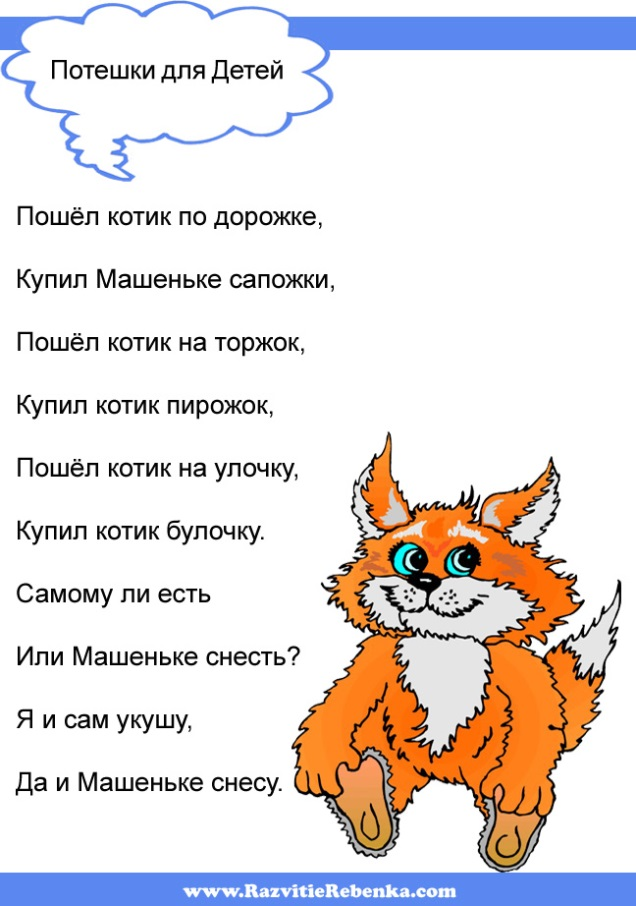 Потешки для Детей
Пошёл котик по дорожке,
Купил Машеньке сапожки,
Пошёл котик на торжок,
Купил котик пирожок,
Пошёл котик на улочку,
Купил котик булочку.
Самому ли есть
Или Машеньке снесть?
Я и сам укушу,
Да и Машеньке снесу.
www.RazvitieRebenka.com